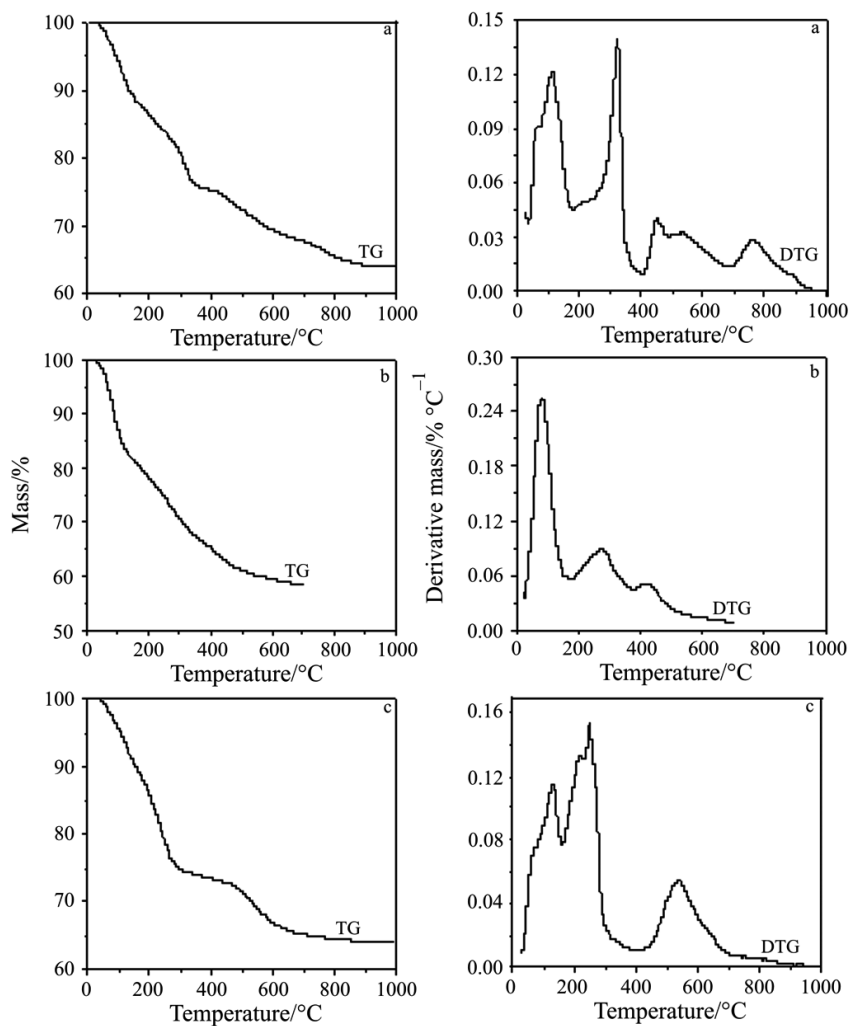 100
90
80
70
60
a
TG
0 200 400 600 800 1000
Temperature/°C
0.15
0.12
0.09
0.06
0.03
0.00
a
DTG
0 200 400 600 800 1000
Temperature/°C
Mass/%
100
90
80
70
60
50
b
TG
0 200 400 600 800 1000
Temperature/°C
Derivative mass/% °C⁻¹
0.30
0.24
0.18
0.12
0.06
0.00
b
DTG
0 200 400 600 800 1000
Temperature/°C
100
90
80
70
60
c
TG
0 200 400 600 800 1000
Temperature/°C
0.16
0.12
0.08
0.04
0.00
c
DTG
0 200 400 600 800 1000
Temperature/°C